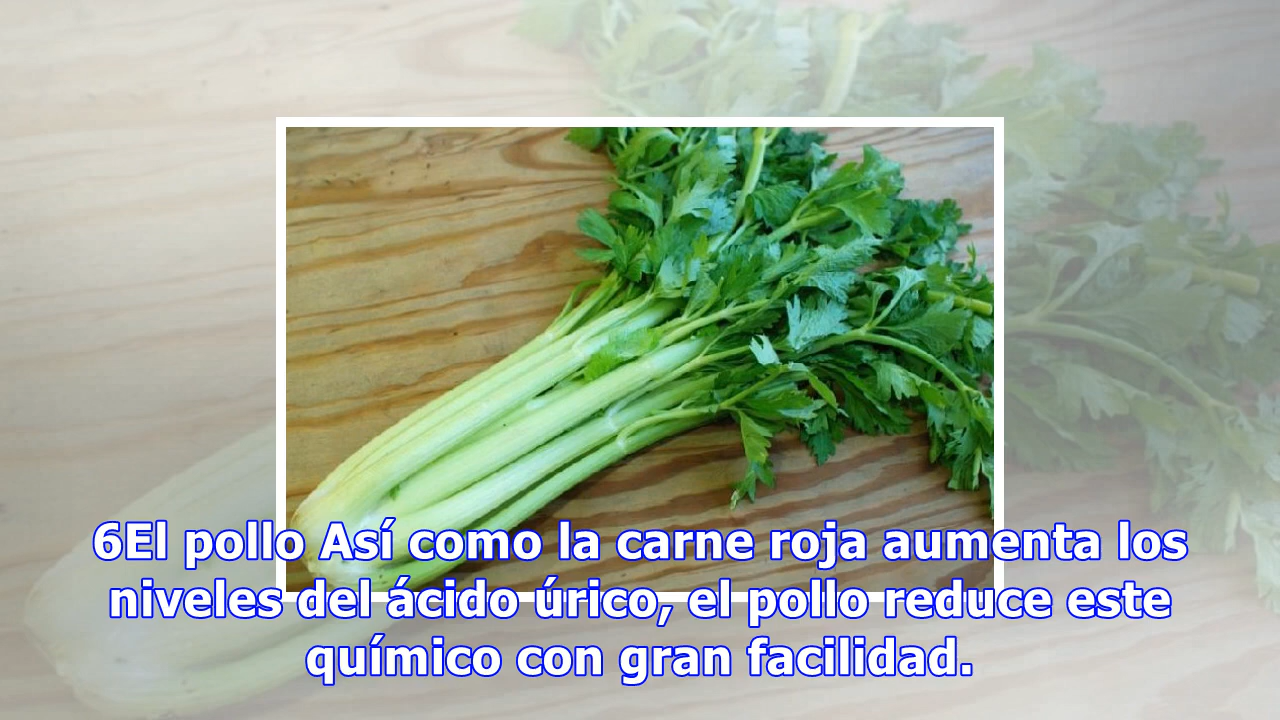 6El pollo Así como la carne roja aumenta los
niveles del ácido úrico, el pollo reduce este
químico con gran facilidad.